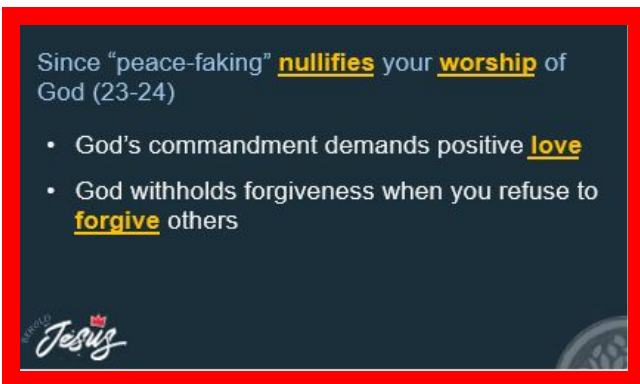 Since “peace-faking” nullifies your worship of
God (23-24)
• God’s commandment demands positive love
• God withholds forgiveness when you refuse to
forgive others
BEHOLD
Jesus